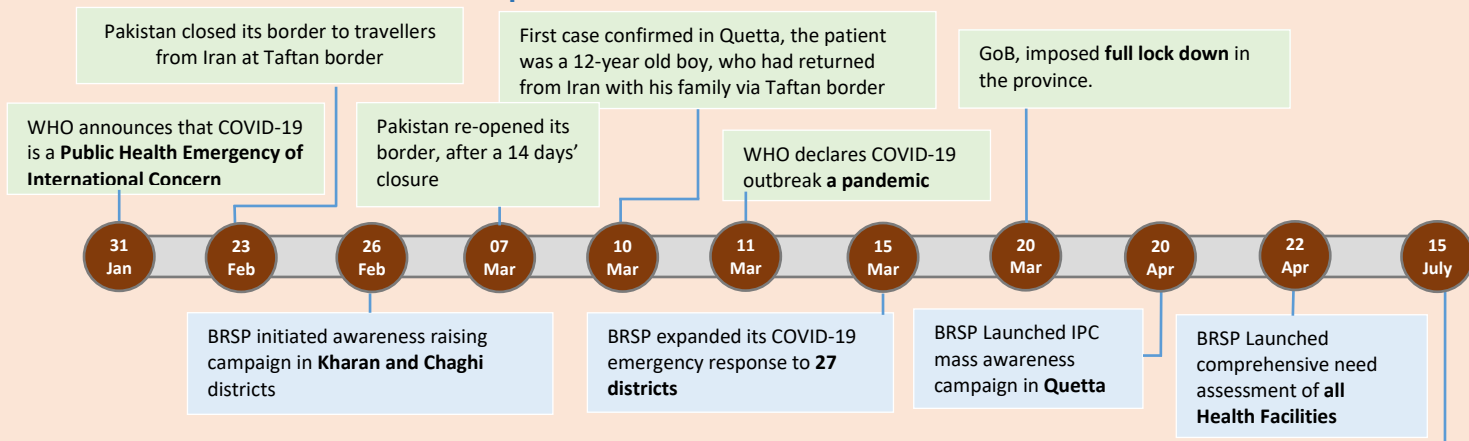 Pakistan closed its border to travellers
from Iran at Taftan border
First case confirmed in Quetta, the patient
was a 12-year old boy, who had returned
from Iran with his family via Taftan border
GoB, imposed full lock down in
the province.
WHO announces that COVID-19
is a Public Health Emergency of
International Concern
Pakistan re-opened its
border, after a 14 days’
closure
WHO declares COVID-19
outbreak a pandemic
31
Jan
23
Feb
26
Feb
07
Mar
10
Mar
11
Mar
15
Mar
20
Mar
20
Apr
22
Apr
15
July
BRSP initiated awareness raising
campaign in Kharan and Chaghi
districts
BRSP expanded its COVID-19
emergency response to 27
districts
BRSP Launched IPC
mass awareness
campaign in Quetta
BRSP Launched
comprehensive need
assessment of all
Health Facilities